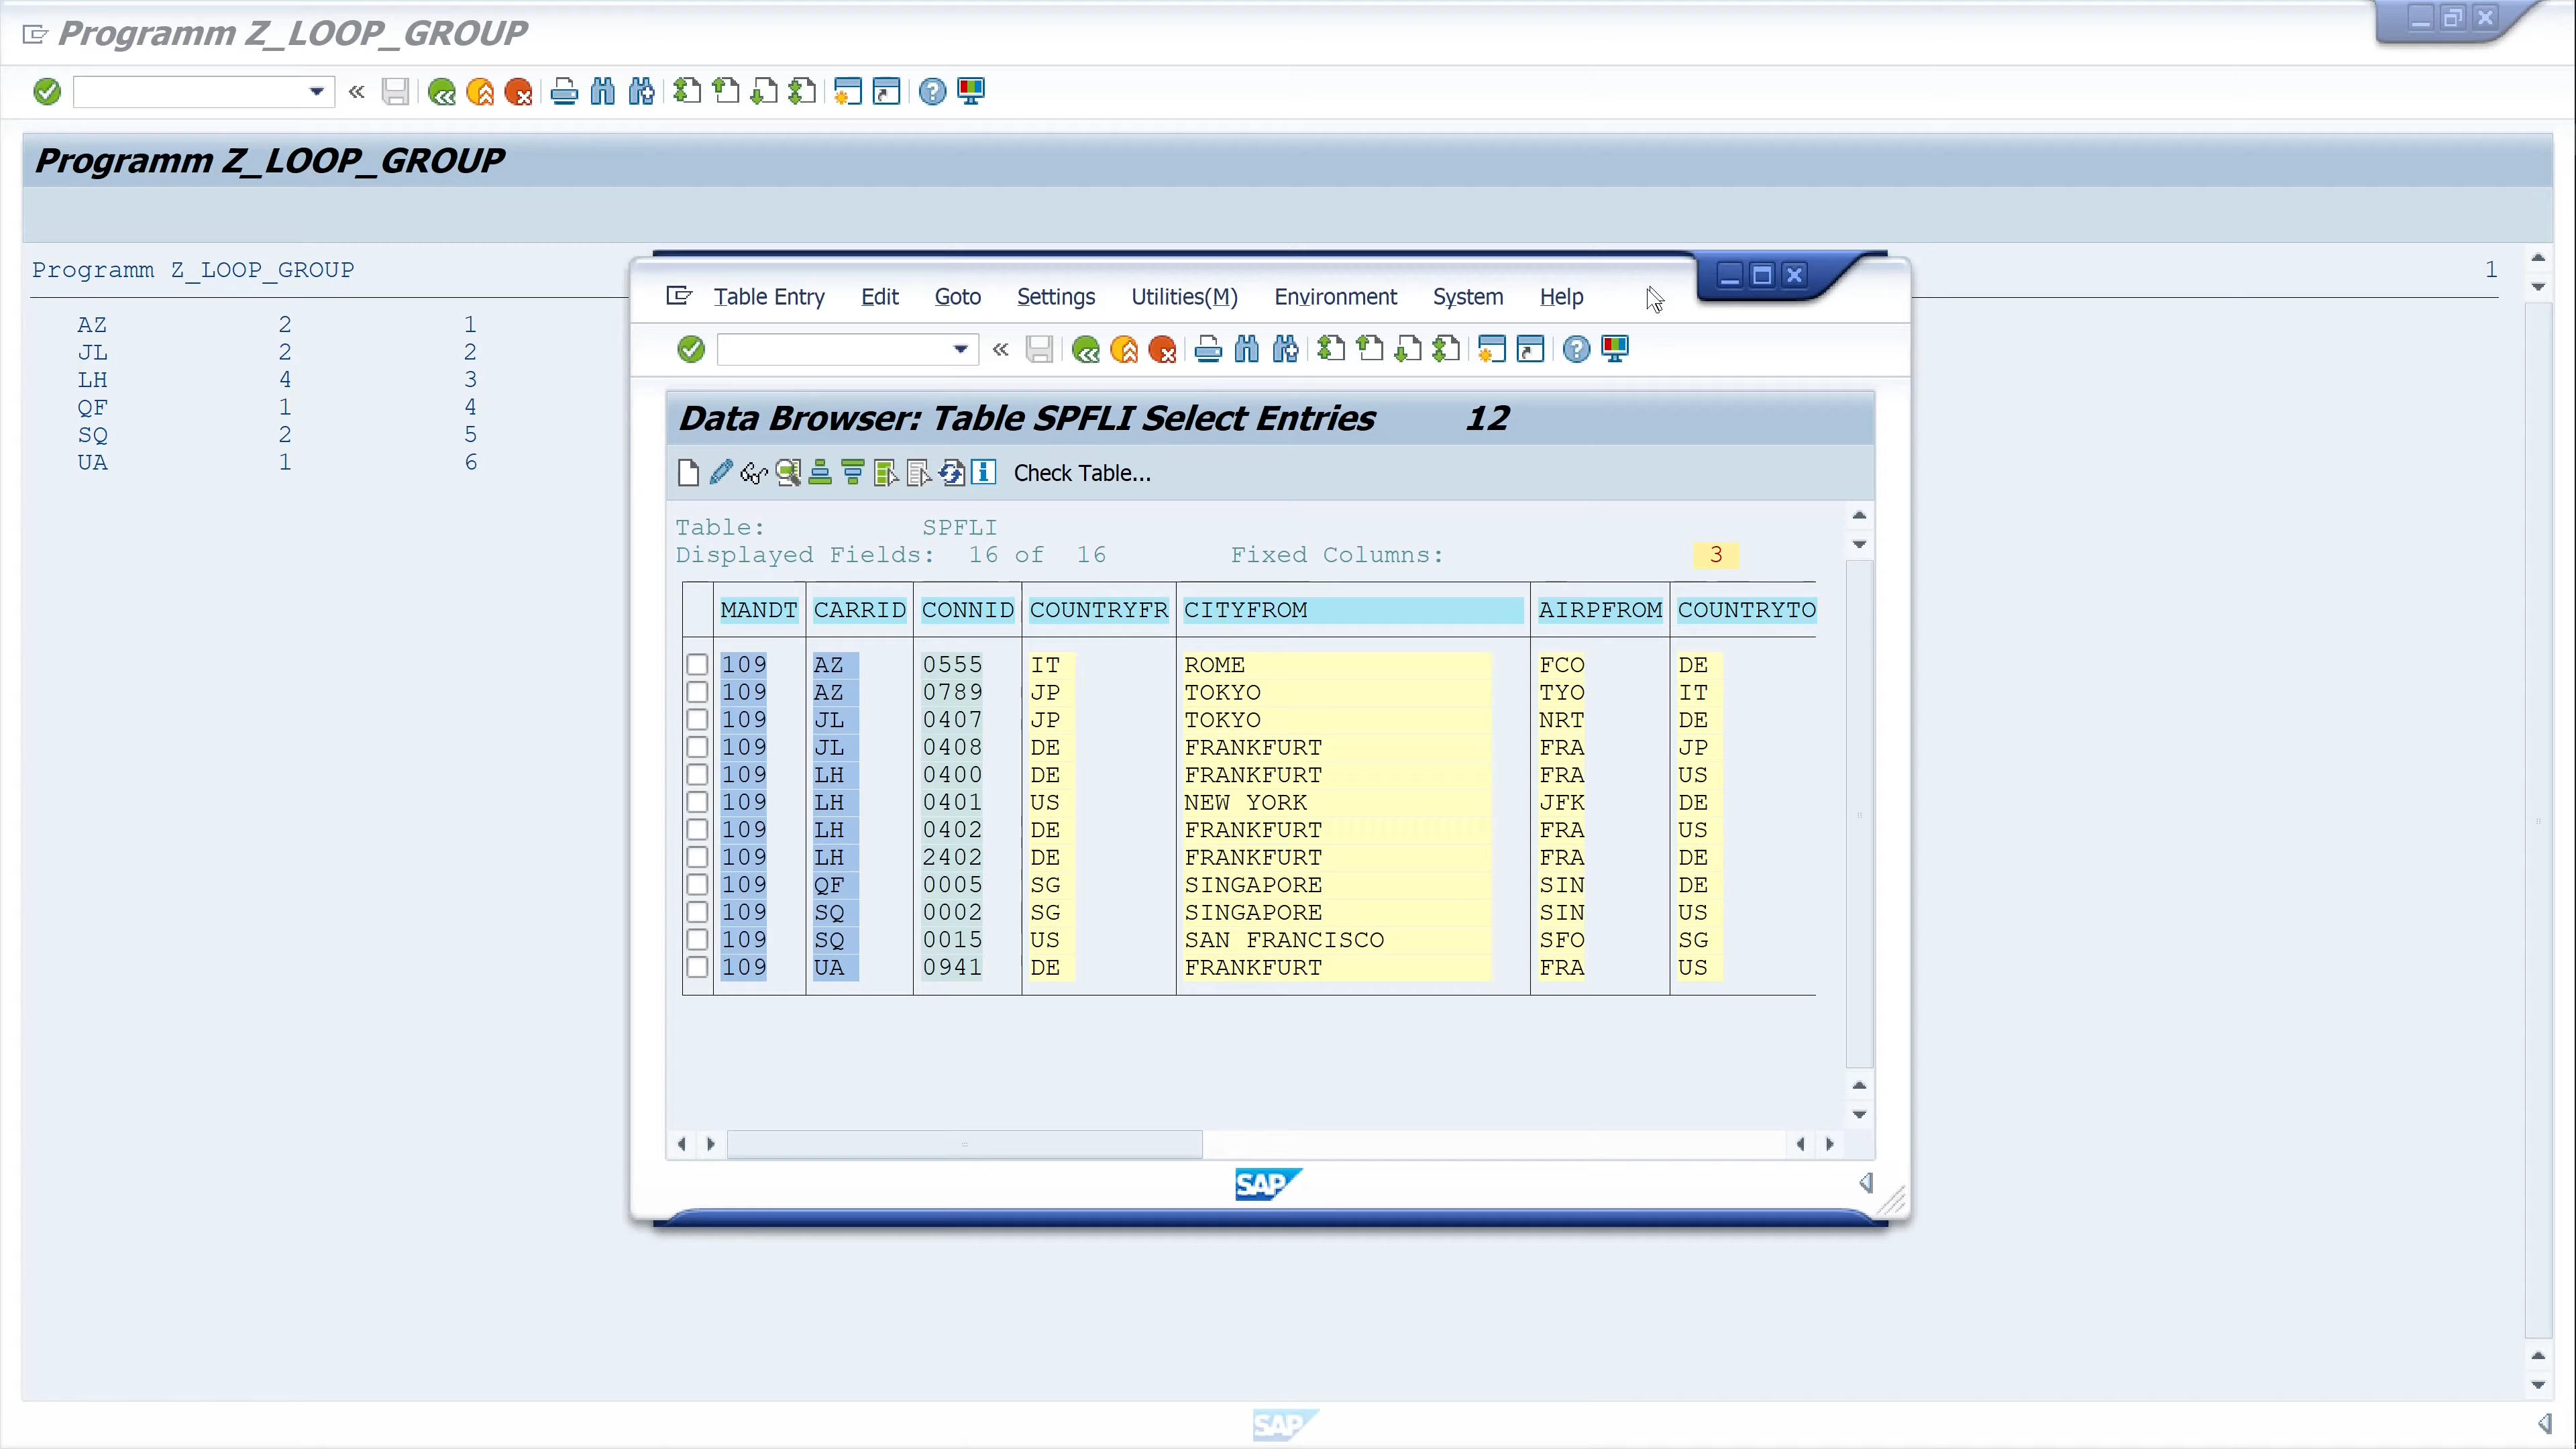 Programm Z_LOOP_GROUP
Programm Z_LOOP_GROUP
Programm Z_LOOP_GROUP 1
AZ 2 1
JL 2 2
LH 4 3
QF 1 4
SQ 2 5
UA 1 6
Table Entry Edit Goto Settings Utilities(M) Environment System Help
Data Browser: Table SPFLI Select Entries 12
Check Table...
Table: SPFLI
Displayed Fields: 16 of 16 Fixed Columns: 3
MANDT CARRID CONNID COUNTRYFR CITYFROM AIRPFROM COUNTRYTO
109 AZ 0555 IT ROME FCO DE
109 AZ 0789 JP TOKYO TYO IT
109 JL 0407 JP TOKYO NRT DE
109 JL 0408 DE FRANKFURT FRA JP
109 LH 0400 DE FRANKFURT FRA US
109 LH 0401 US NEW YORK JFK DE
109 LH 0402 DE FRANKFURT FRA US
109 LH 2402 DE FRANKFURT FRA DE
109 QF 0005 SG SINGAPORE SIN DE
109 SQ 0002 SG SINGAPORE SIN US
109 SQ 0015 US SAN FRANCISCO SFO SG
109 UA 0941 DE FRANKFURT FRA US
SAP
SAP